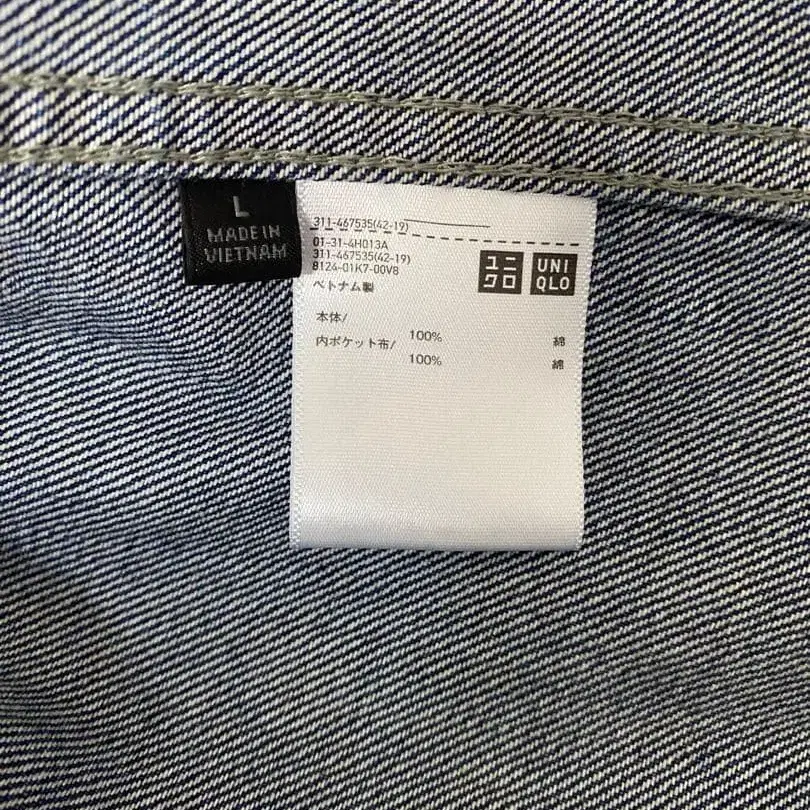 L
MADE IN
VIETNAM
311-467535(42-19)
01-31-4H013A
311-467535(42-19)
8124-01K7-00VB
ベトナム製
ユニ
クロ
UNI
QLO
本体/
100% 綿
内ポケット布/
100% 綿